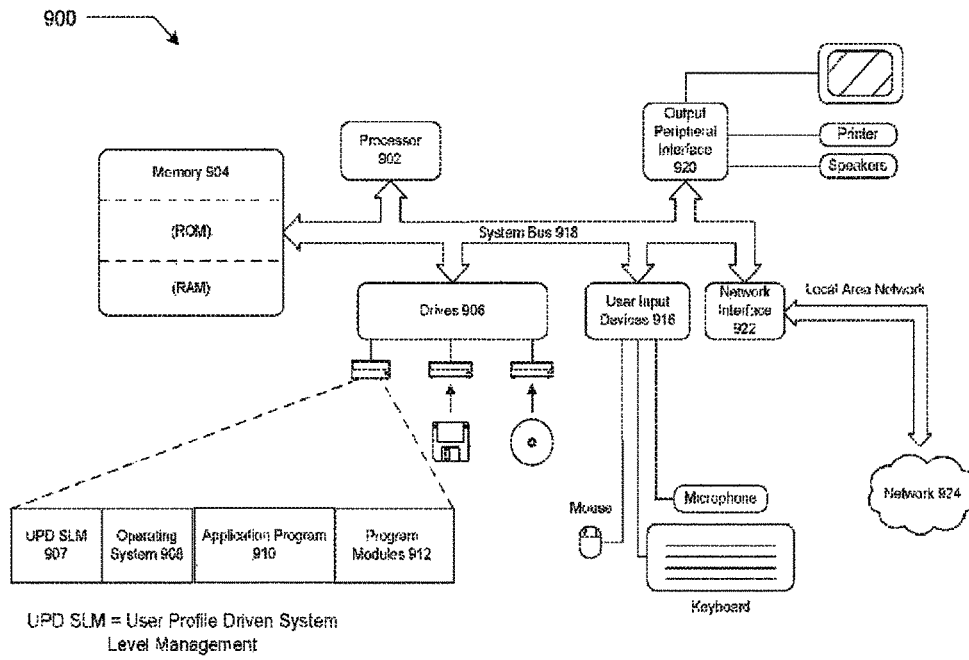 900
Processor
902
Output
Peripheral
Interface
920
Printer
Speakers
Memory 904
(ROM)
(RAM)
System Bus 918
Drives 906
User Input
Devices 916
Network
Interface
922
Local Area Network
Network 924
Mouse
Microphone
Keyboard
UPD SLM
907
Operating
System 908
Application Program
910
Program
Modules 912
UPD SLM = User Profile Driven System
Level Management